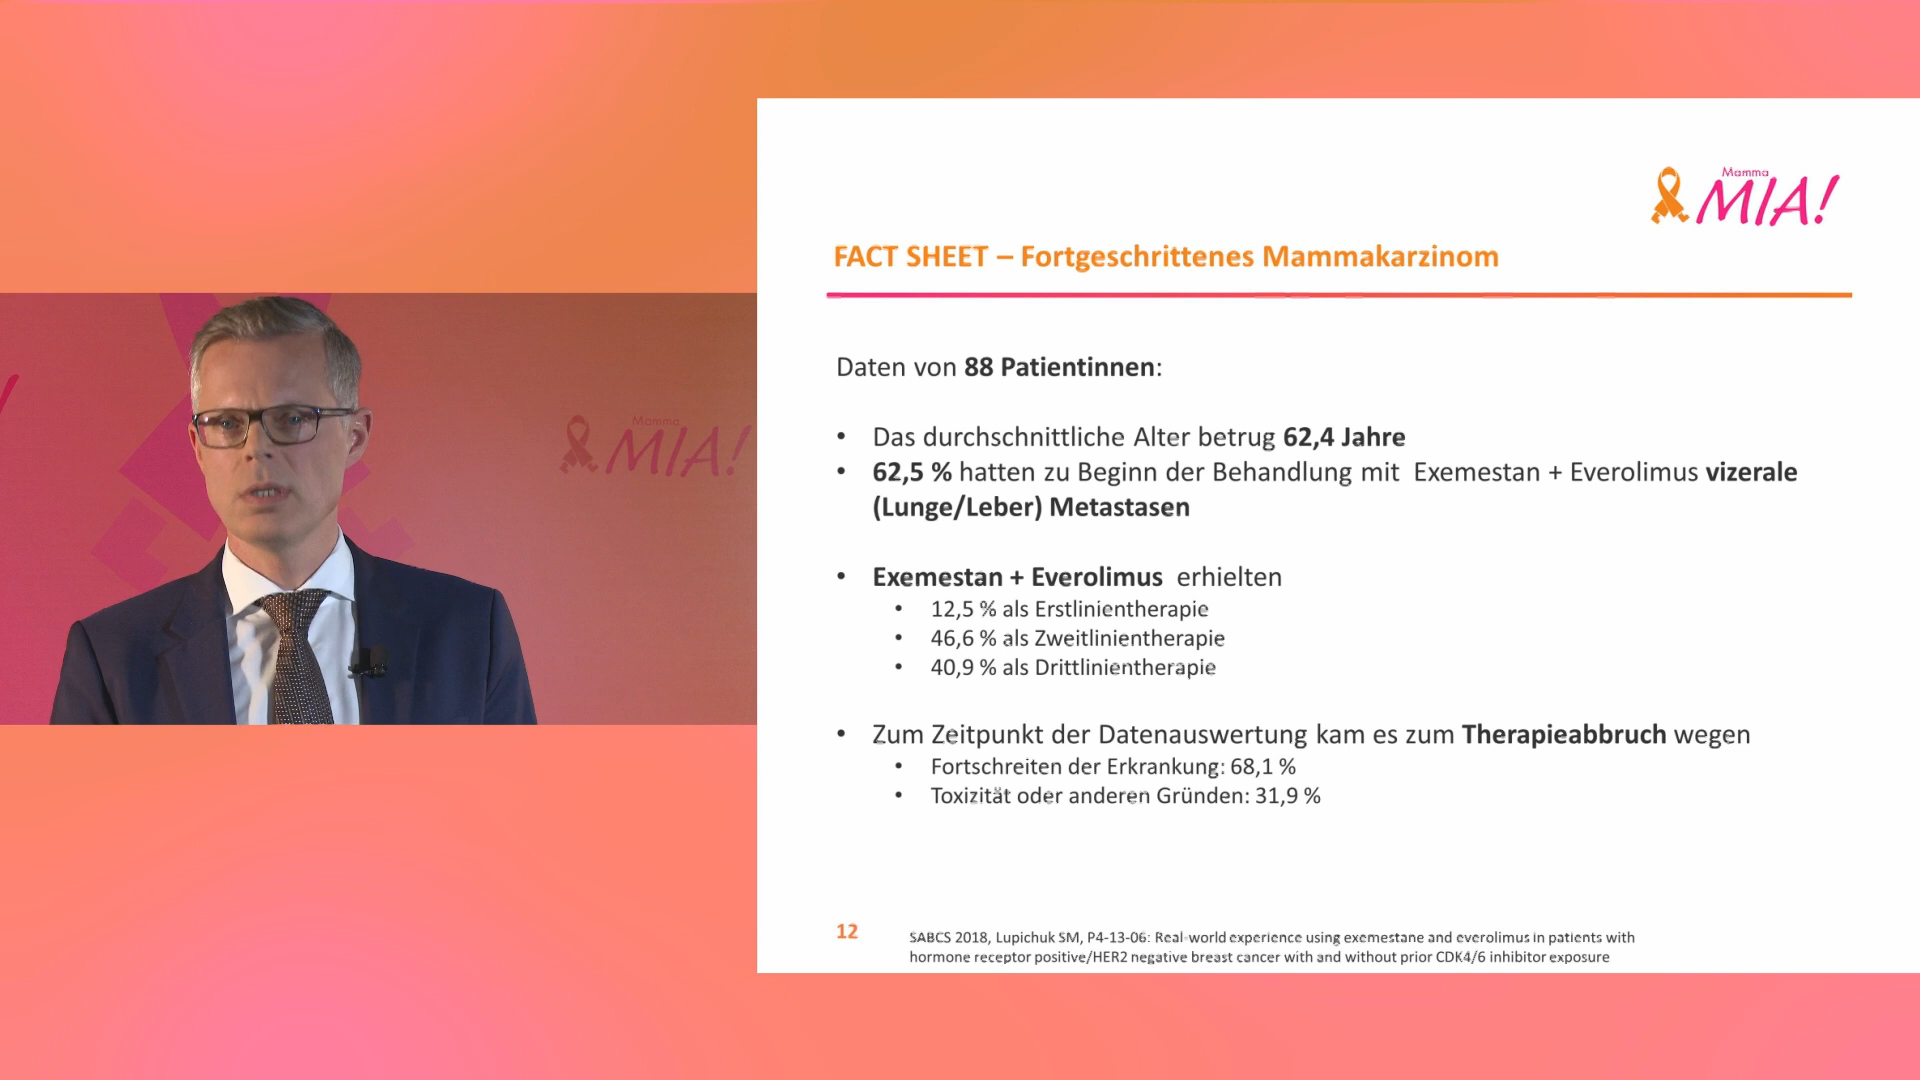 Mamma
MIA!
FACT SHEET – Fortgeschrittenes Mammakarzinom
Daten von 88 Patientinnen:
• Das durchschnittliche Alter betrug 62,4 Jahre
• 62,5 % hatten zu Beginn der Behandlung mit Exemestan + Everolimus vizerale
(Lunge/Leber) Metastasen
• Exemestan + Everolimus erhielten
• 12,5 % als Erstlinientherapie
• 46,6 % als Zweitlinientherapie
• 40,9 % als Drittlinientherapie
• Zum Zeitpunkt der Datenauswertung kam es zum Therapieabbruch wegen
• Fortschreiten der Erkrankung: 68,1 %
• Toxizität oder anderen Gründen: 31,9 %
12
SABCS 2018, Lupichuk SM, P4-13-06: Real-world experience using exemestane and everolimus in patients with
hormone receptor positive/HER2 negative breast cancer with and without prior CDK4/6 inhibitor exposure
Mamma
MIA!